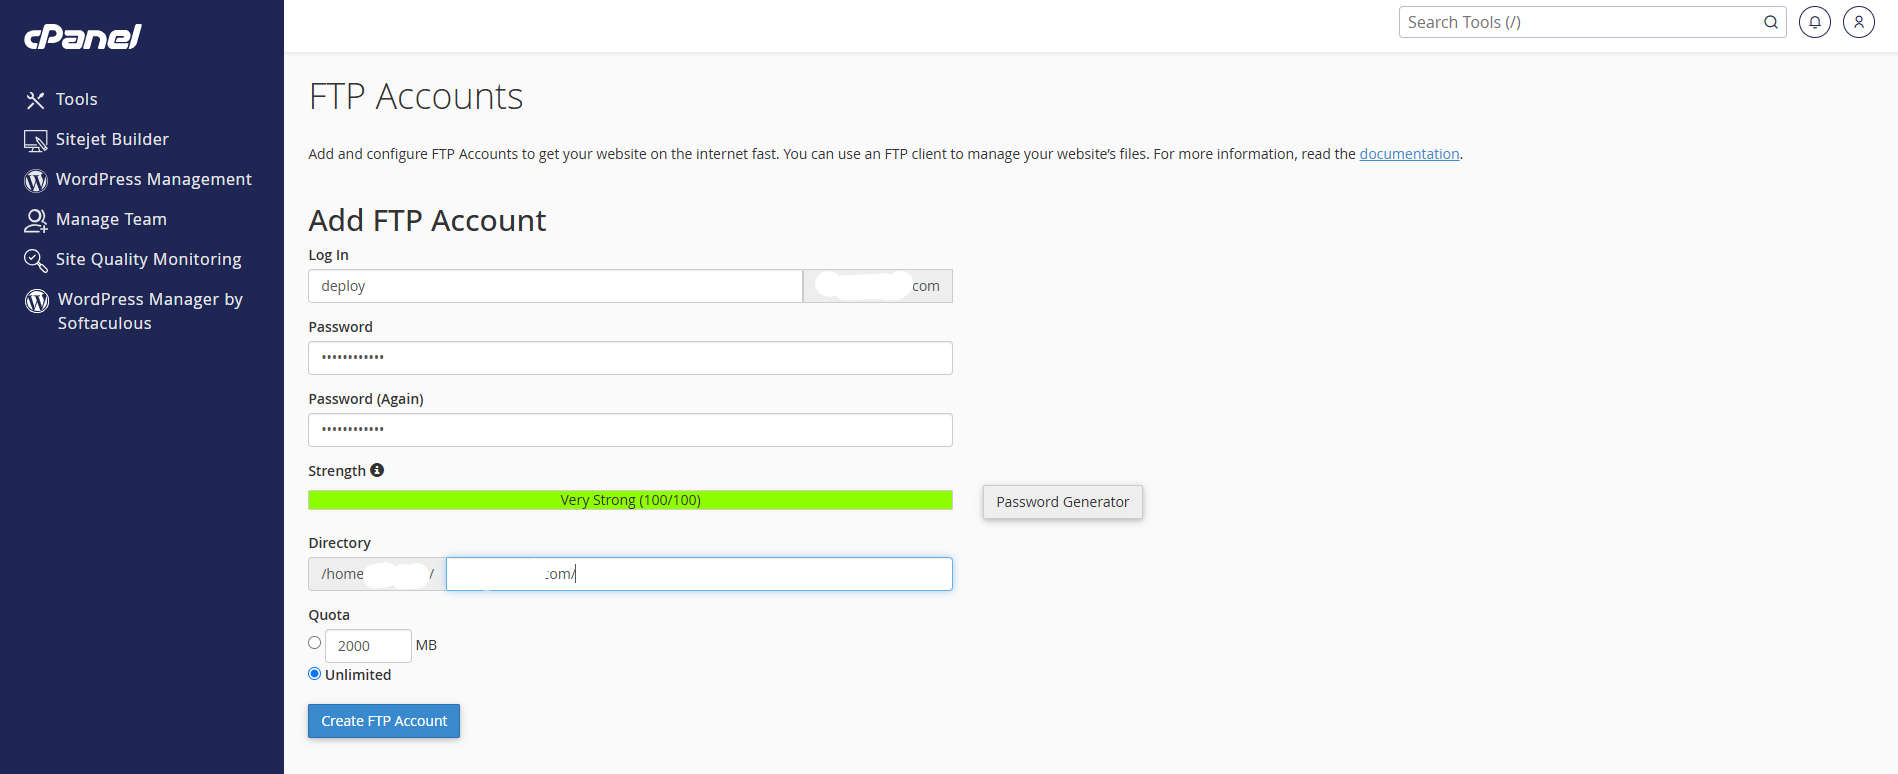 cPanel
Search Tools (/)
Tools
Sitejet Builder
WordPress Management
Manage Team
Site Quality Monitoring
WordPress Manager by
Softaculous
FTP Accounts
Add and configure FTP Accounts to get your website on the internet fast. You can use an FTP client to manage your website’s files. For more information, read the documentation.
Add FTP Account
Log In
deploy
com
Password
••••••••••••
Password (Again)
••••••••••••
Strength
Very Strong (100/100)
Password Generator
Directory
/home / com/
Quota
2000 MB
Unlimited
Create FTP Account